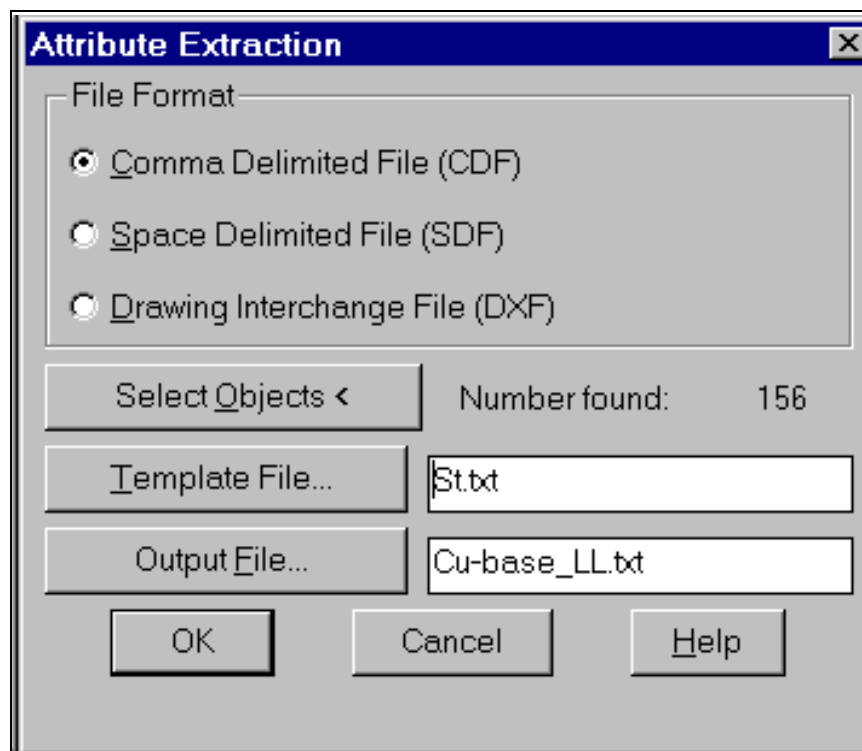 Attribute Extraction
File Format
Comma Delimited File (CDF)
Space Delimited File (SDF)
Drawing Interchange File (DXF)
Select Objects < Number found: 156
Template File... St.txt
Output File... Cu-base_LL.txt
OK Cancel Help